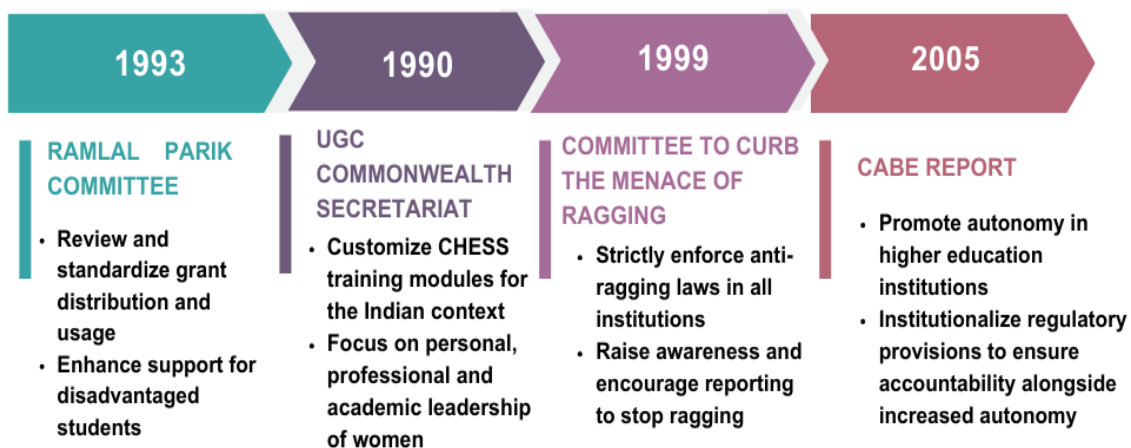 1993
RAMLAL PARIK
COMMITTEE
• Review and
standardize grant
distribution and
usage
• Enhance support for
disadvantaged
students
1990
UGC
COMMONWEALTH
SECRETARIAT
• Customize CHESS
training modules for
the Indian context
• Focus on personal,
professional and
academic leadership
of women
1999
COMMITTEE TO CURB
THE MENACE OF
RAGGING
• Strictly enforce anti-
ragging laws in all
institutions
• Raise awareness and
encourage reporting
to stop ragging
2005
CABE REPORT
• Promote autonomy in
higher education
institutions
• Institutionalize regulatory
provisions to ensure
accountability alongside
increased autonomy